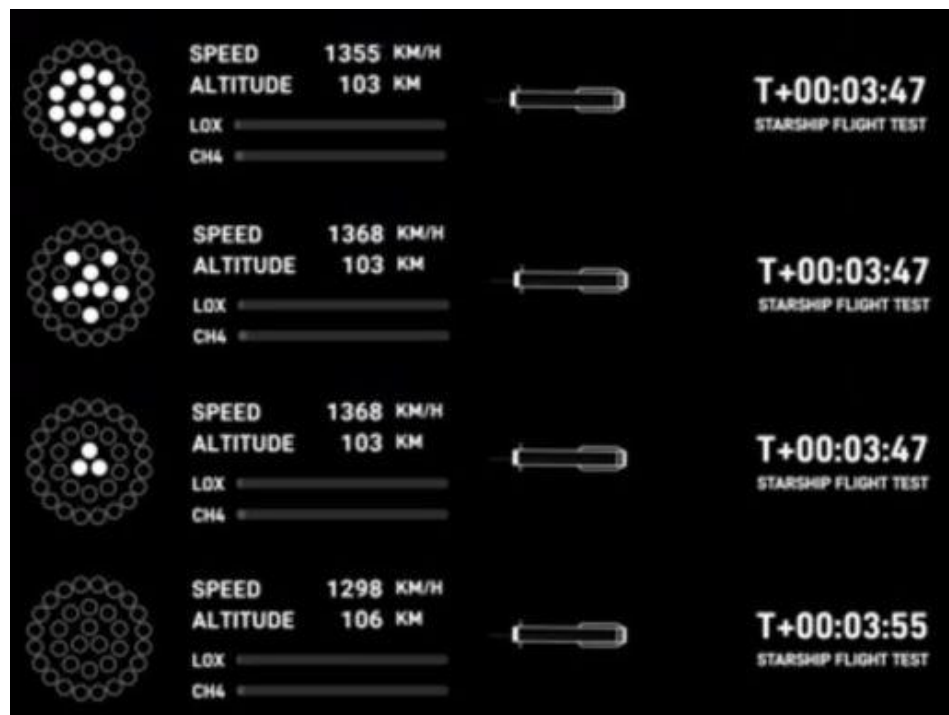 SPEED 1355 KM/H
ALTITUDE 103 KM
LOX
CH4
T+00:03:47
STARSHIP FLIGHT TEST
SPEED 1368 KM/H
ALTITUDE 103 KM
LOX
CH4
T+00:03:47
STARSHIP FLIGHT TEST
SPEED 1368 KM/H
ALTITUDE 103 KM
LOX
CH4
T+00:03:47
STARSHIP FLIGHT TEST
SPEED 1298 KM/H
ALTITUDE 106 KM
LOX
CH4
T+00:03:55
STARSHIP FLIGHT TEST